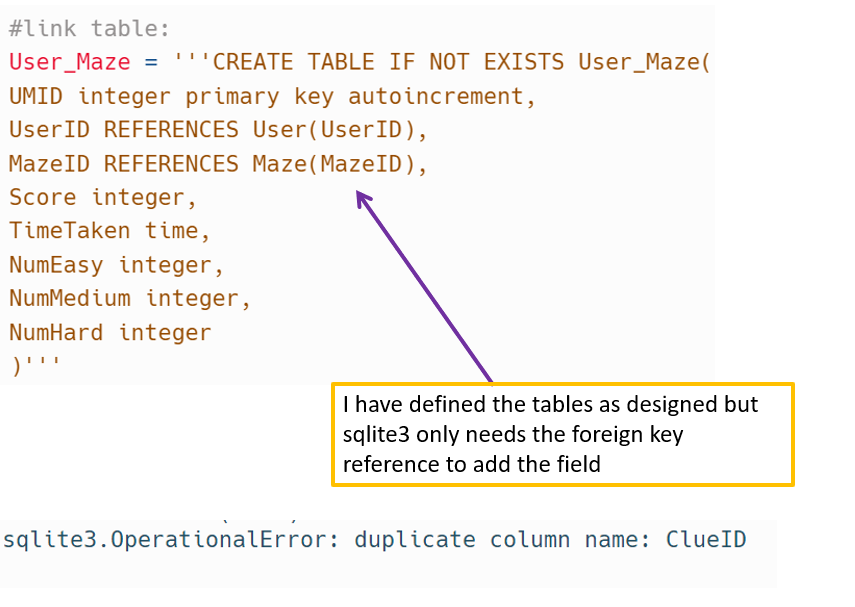 #link table:
User_Maze = '''CREATE TABLE IF NOT EXISTS User_Maze(
UMID integer primary key autoincrement,
UserID REFERENCES User(UserID),
MazeID REFERENCES Maze(MazeID),
Score integer,
TimeTaken time,
NumEasy integer,
NumMedium integer,
NumHard integer
)'''
I have defined the tables as designed but
sqlite3 only needs the foreign key
reference to add the field
sqlite3.OperationalError: duplicate column name: ClueID